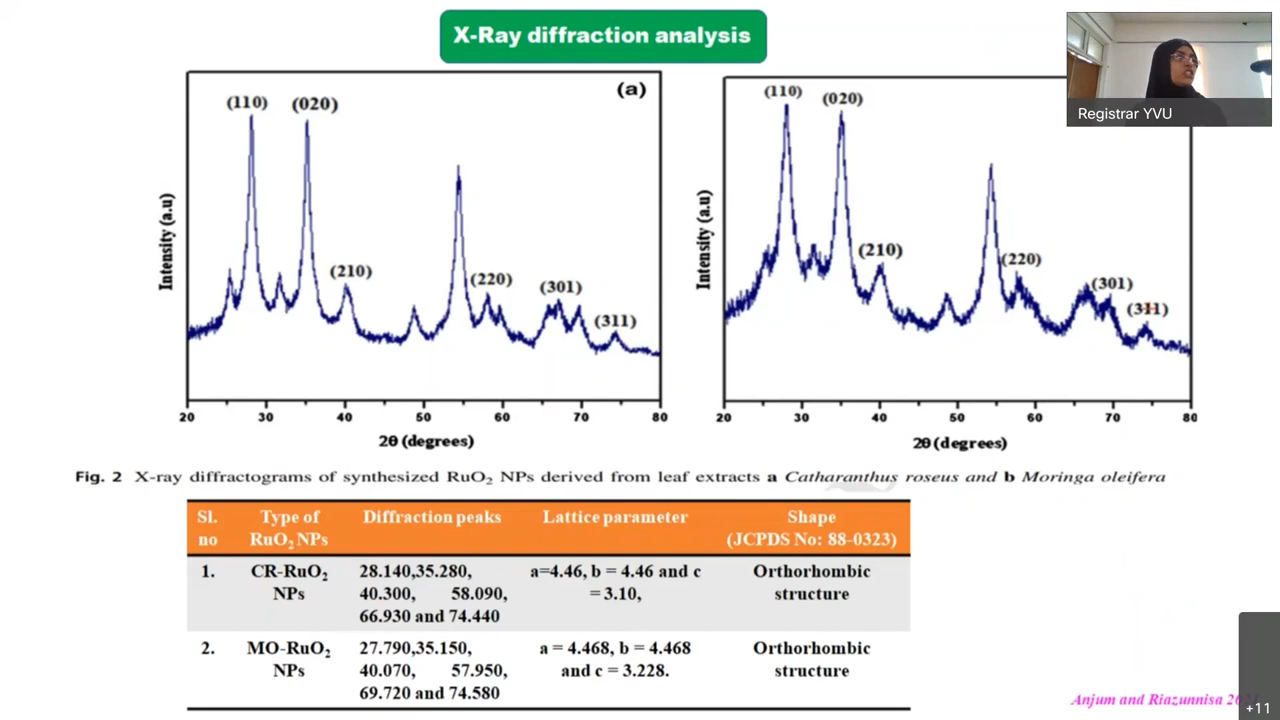 X-Ray diffraction analysis
Registrar YVU
(a)
(110)
(020)
(210)
(220)
(301)
(311)
Intensity (a.u)
20 30 40 50 60 70 80
2θ (degrees)
(110)
(020)
(210)
(220)
(301)
(311)
Intensity (a.u)
20 30 40 50 60 70 80
2θ (degrees)
Fig. 2 X-ray diffractograms of synthesized RuO₂ NPs derived from leaf extracts a Catharanthus roseus and b Moringa oleifera
Sl. no
Type of RuO₂ NPs
Diffraction peaks
Lattice parameter
Shape
(JCPDS No: 88-0323)
1.
CR-RuO₂
NPs
28.140,35.280,
40.300, 58.090,
66.930 and 74.440
a=4.46, b = 4.46 and c
= 3.10,
Orthorhombic
structure
2.
MO-RuO₂
NPs
27.790,35.150,
40.070, 57.950,
69.720 and 74.580
a = 4.468, b = 4.468
and c = 3.228.
Orthorhombic
structure
Anjum and Riazunnisa
+11